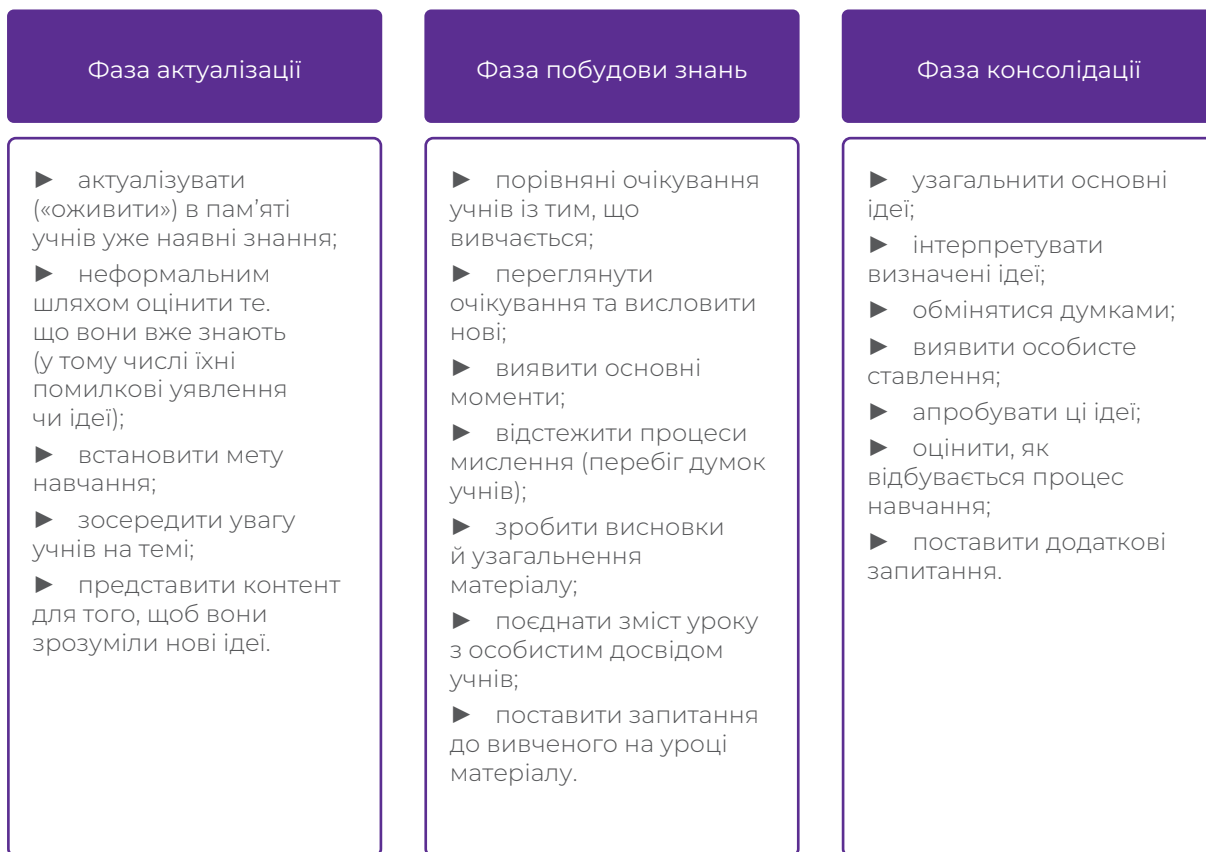 Фаза актуалізації
► актуалізувати
(«оживити») в пам’яті
учнів уже наявні знання;
► неформальним
шляхом оцінити те.
що вони вже знають
(у тому числі їхні
помилкові уявлення
чи ідеї);
► встановити мету
навчання;
► зосередити увагу
учнів на темі;
► представити контент
для того, щоб вони
зрозуміли нові ідеї.
Фаза побудови знань
► порівняні очікування
учнів із тим, що
вивчається;
► переглянути
очікування та висловити
нові;
► виявити основні
моменти;
► відстежити процеси
мислення (перебіг думок
учнів);
► зробити висновки
й узагальнення
матеріалу;
► поєднати зміст уроку
з особистим досвідом
учнів;
► поставити запитання
до вивченого на уроці
матеріалу.
Фаза консолідації
► узагальнити основні
ідеї;
► інтерпретувати
визначені ідеї;
► обмінятися думками;
► виявити особисте
ставлення;
► апробувати ці ідеї;
► оцінити, як
відбувається процес
навчання;
► поставити додаткові
запитання.